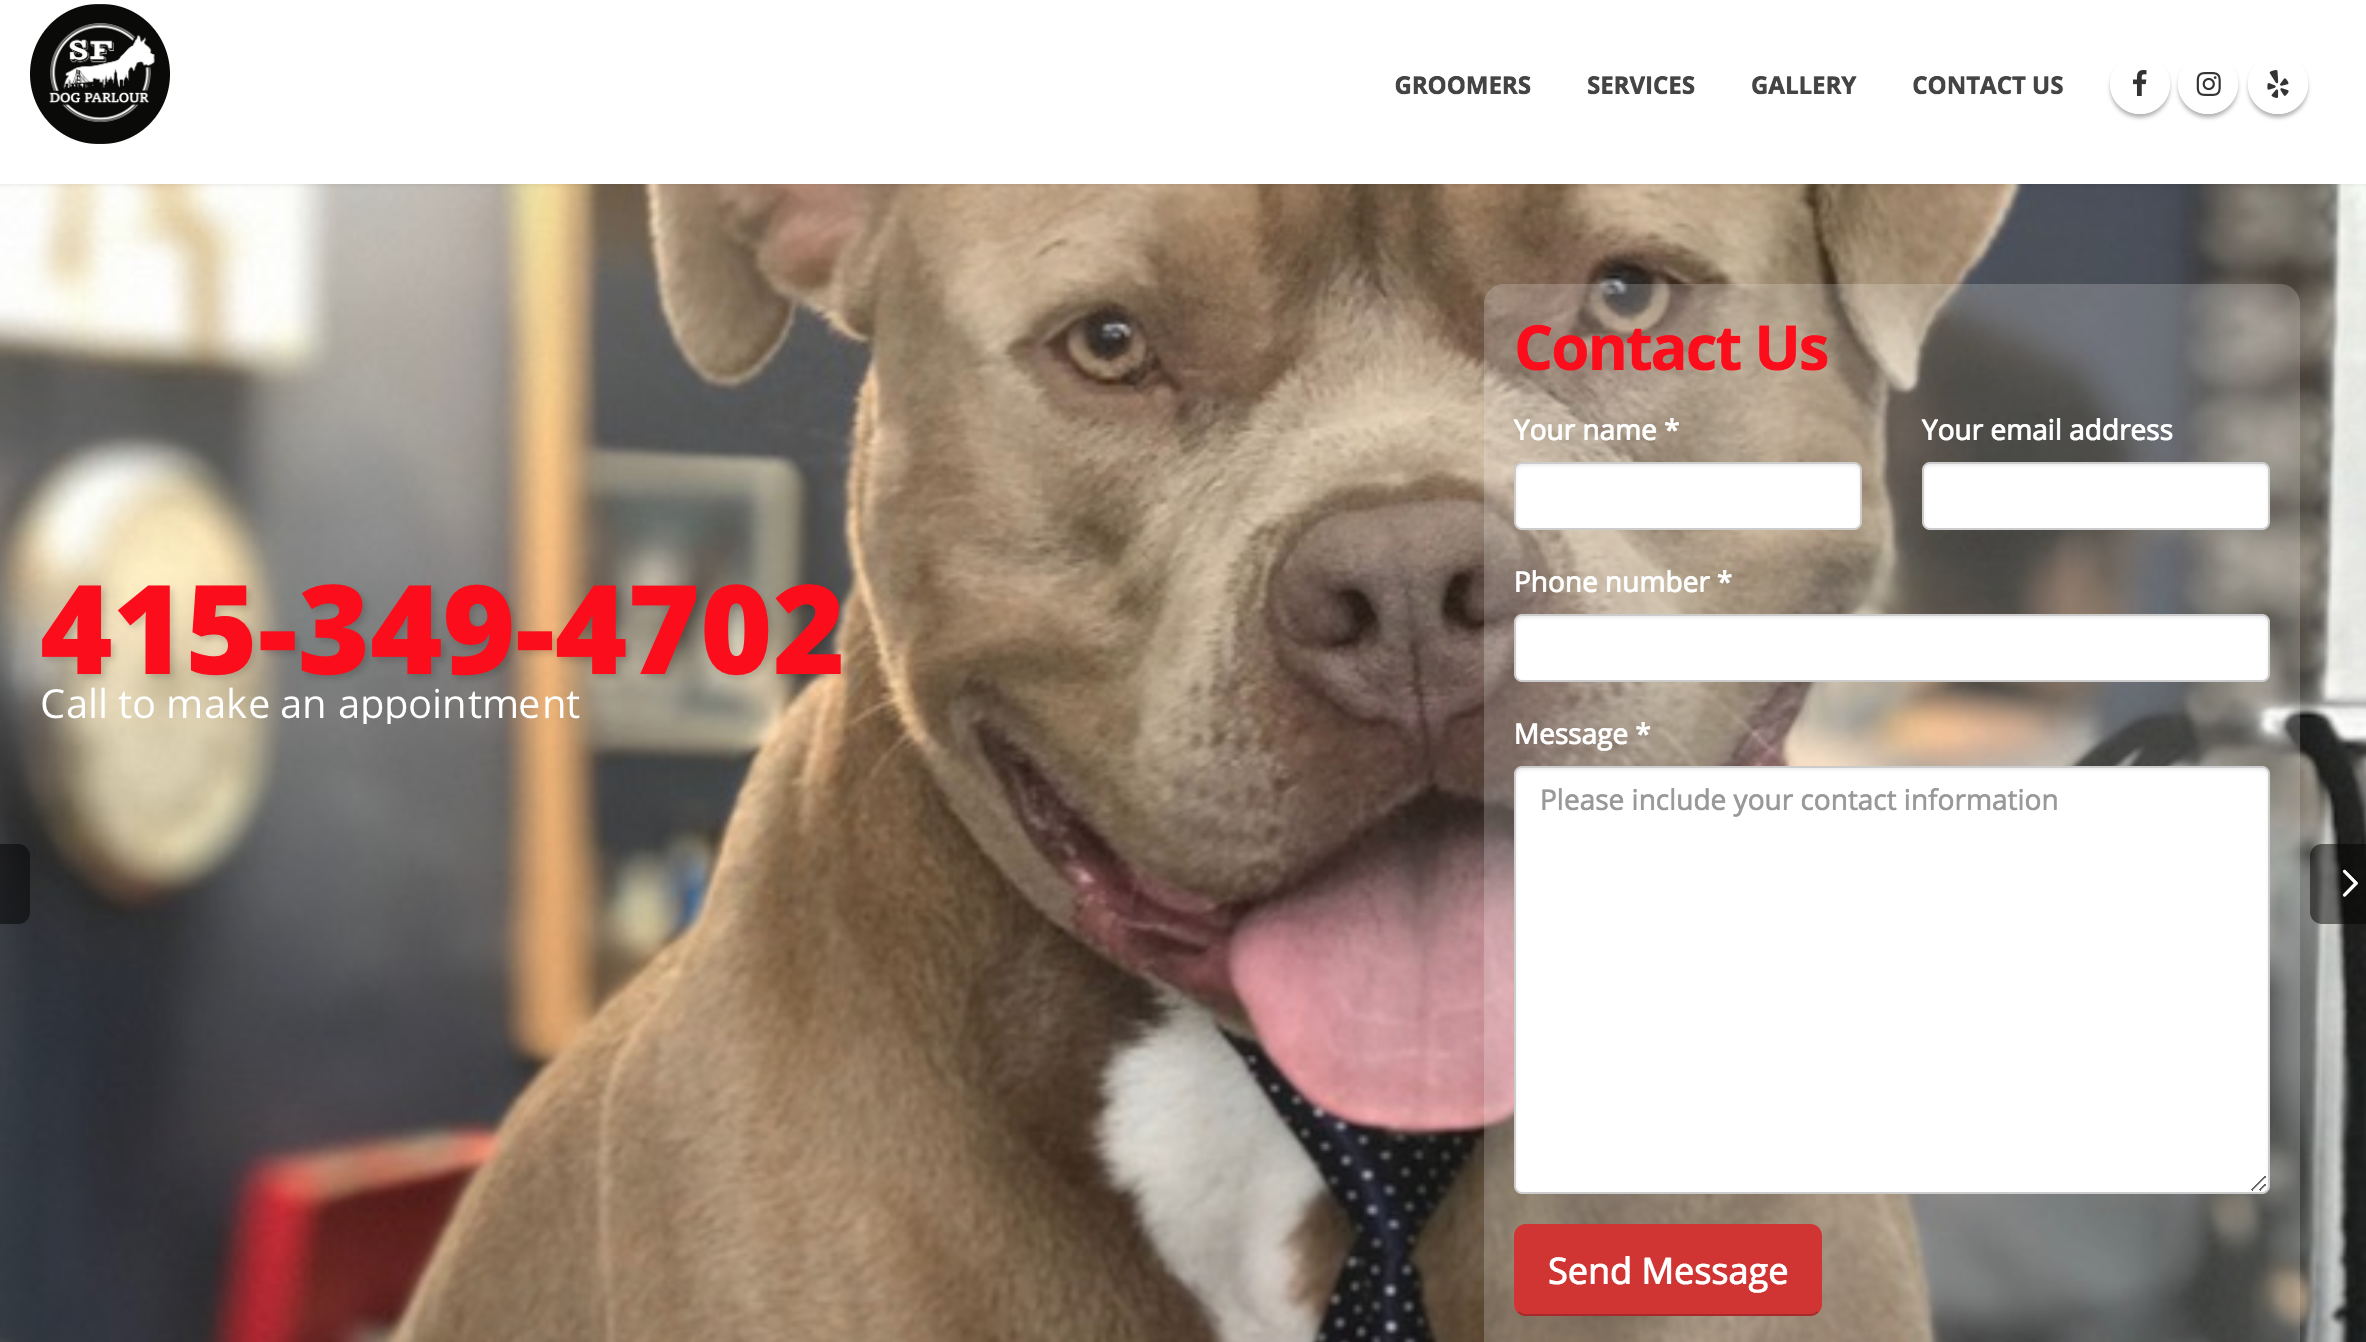 SF
DOG PARLOUR
GROOMERS SERVICES GALLERY CONTACT US
415-349-4702
Call to make an appointment
Contact Us
Your name * Your email address
Phone number *
Message *
Please include your contact information
Send Message